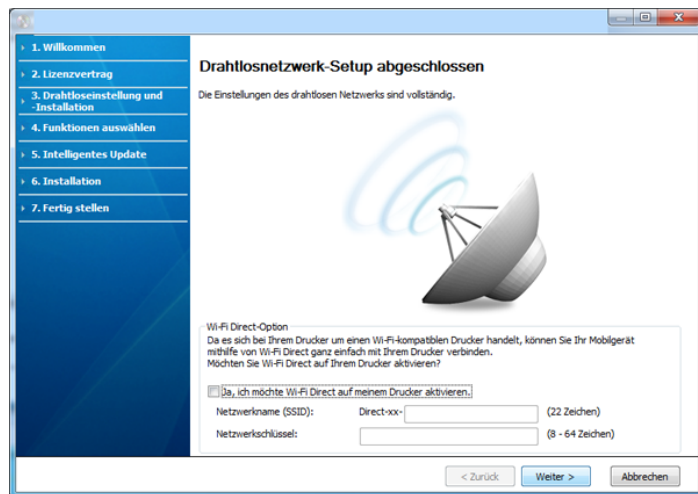 1. Willkommen
2. Lizenzvertrag
3. Drahtloseinstellung und
-Installation
4. Funktionen auswählen
5. Intelligentes Update
6. Installation
7. Fertig stellen
Drahtlosnetzwerk-Setup abgeschlossen
Die Einstellungen des drahtlosen Netzwerks sind vollständig.
Wi-Fi Direct-Option
Da es sich bei Ihrem Drucker um einen Wi-Fi-kompatiblen Drucker handelt, können Sie Ihr Mobilgerät
mithilfe von Wi-Fi Direct ganz einfach mit Ihrem Drucker verbinden.
Möchten Sie Wi-Fi Direct auf Ihrem Drucker aktivieren?
Ja, ich möchte Wi-Fi Direct auf meinem Drucker aktivieren.
Netzwerkname (SSID): Direct-xx- (22 Zeichen)
Netzwerkschlüssel: (8 - 64 Zeichen)
< Zurück Weiter > Abbrechen